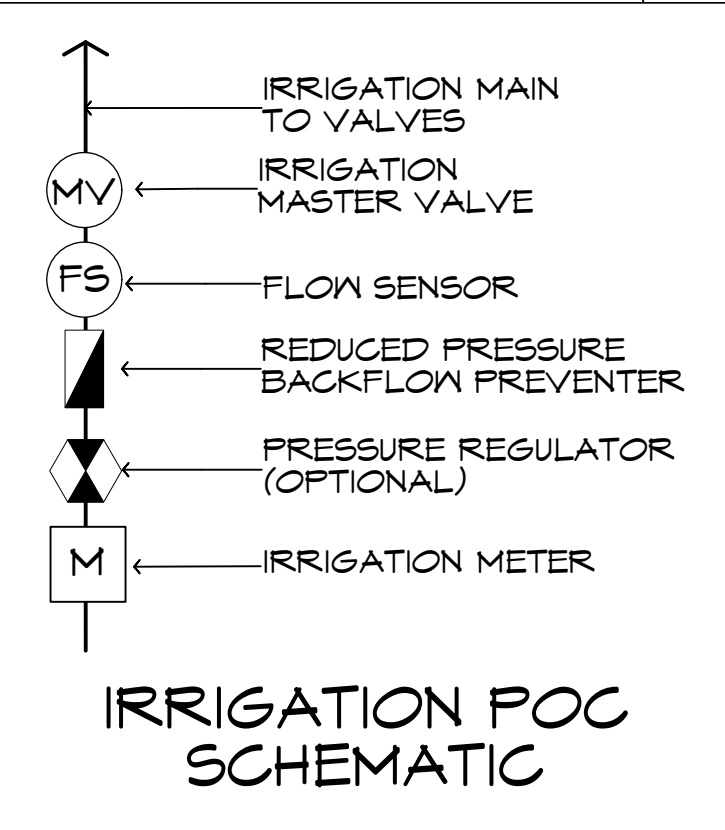 IRRIGATION MAIN
TO VALVES
MV
IRRIGATION
MASTER VALVE
FS
FLOW SENSOR
REDUCED PRESSURE
BACKFLOW PREVENTER
PRESSURE REGULATOR
(OPTIONAL)
M
IRRIGATION METER
IRRIGATION POC
SCHEMATIC